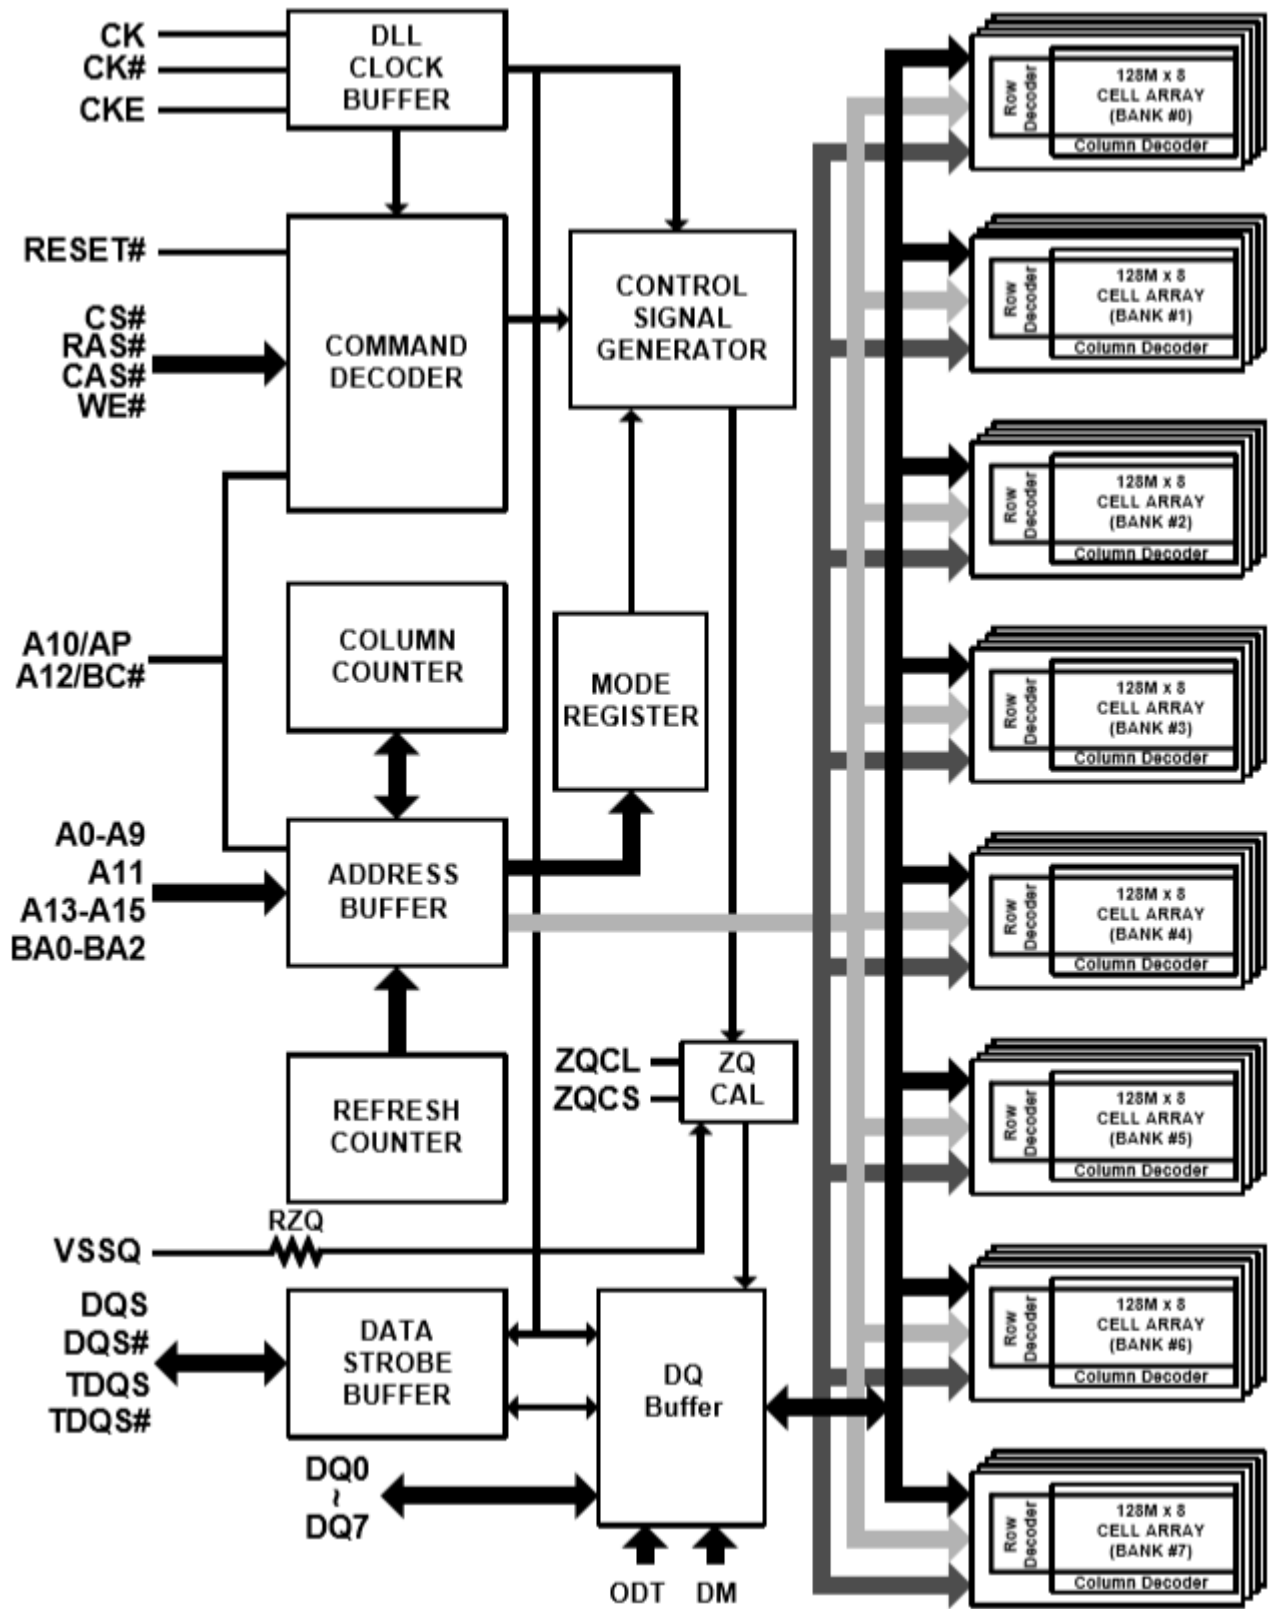 CK
CK#
CKE
DLL
CLOCK
BUFFER
RESET#
CS#
RAS#
CAS#
WE#
COMMAND
DECODER
CONTROL
SIGNAL
GENERATOR
A10/AP
A12/BC#
COLUMN
COUNTER
MODE
REGISTER
A0-A9
A11
A13-A15
BA0-BA2
ADDRESS
BUFFER
REFRESH
COUNTER
ZQCL
ZQCS
ZQ
CAL
RZQ
VSSQ
DQS
DQS#
TDQS
TDQS#
DATA
STROBE
BUFFER
DQ
Buffer
DQ0
~
DQ7
ODT
DM
Row
Decoder
128M x 8
CELL ARRAY
(BANK #0)
Column Decoder
Row
Decoder
128M x 8
CELL ARRAY
(BANK #1)
Column Decoder
Row
Decoder
128M x 8
CELL ARRAY
(BANK #2)
Column Decoder
Row
Decoder
128M x 8
CELL ARRAY
(BANK #3)
Column Decoder
Row
Decoder
128M x 8
CELL ARRAY
(BANK #4)
Column Decoder
Row
Decoder
128M x 8
CELL ARRAY
(BANK #5)
Column Decoder
Row
Decoder
128M x 8
CELL ARRAY
(BANK #6)
Column Decoder
Row
Decoder
128M x 8
CELL ARRAY
(BANK #7)
Column Decoder